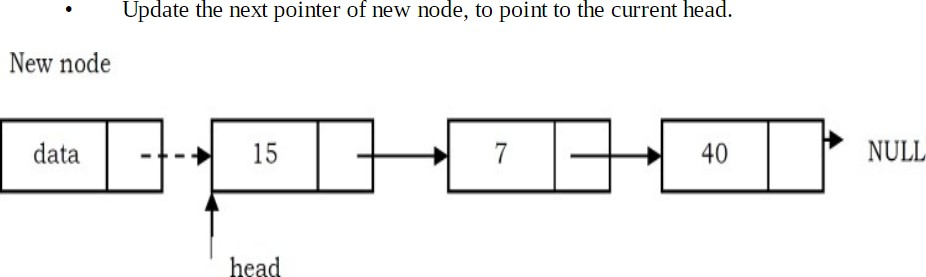 • Update the next pointer of new node, to point to the current head.
New node
data 15 7 40 NULL
head